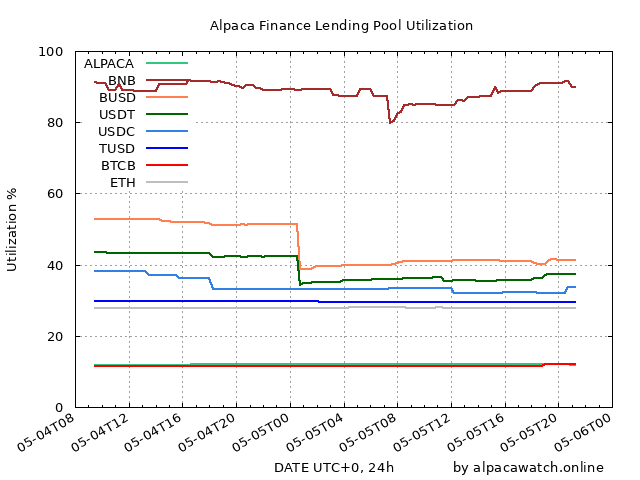 Alpaca Finance Lending Pool Utilization
100
80
60
40
20
0
Utilization %
ALPACA
BNB
BUSD
USDT
USDC
TUSD
BTCB
ETH
05-04T08
05-04T12
05-04T16
05-04T20
05-05T00
05-05T04
05-05T08
05-05T12
05-05T16
05-05T20
05-06T00
DATE UTC+0, 24h
by alpacawatch.online